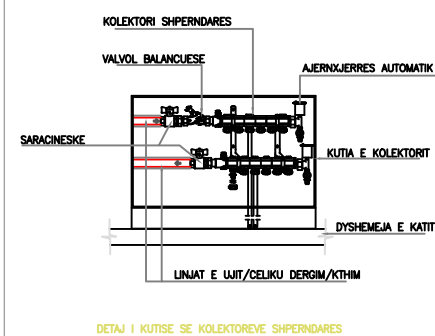 KOLEKTORI SHPERNDARES
VALVOL BALANCUESE
AJERNXJERRES AUTOMATIK
SARACINESKE
KUTIA E KOLEKTORIT
DYSHEMEJA E KATIT
LINJAT E UJIT/CELIKU DERGIM/KTHIM
DETAJ I KUTISE SE KOLEKTOREVE SHPERNDARES